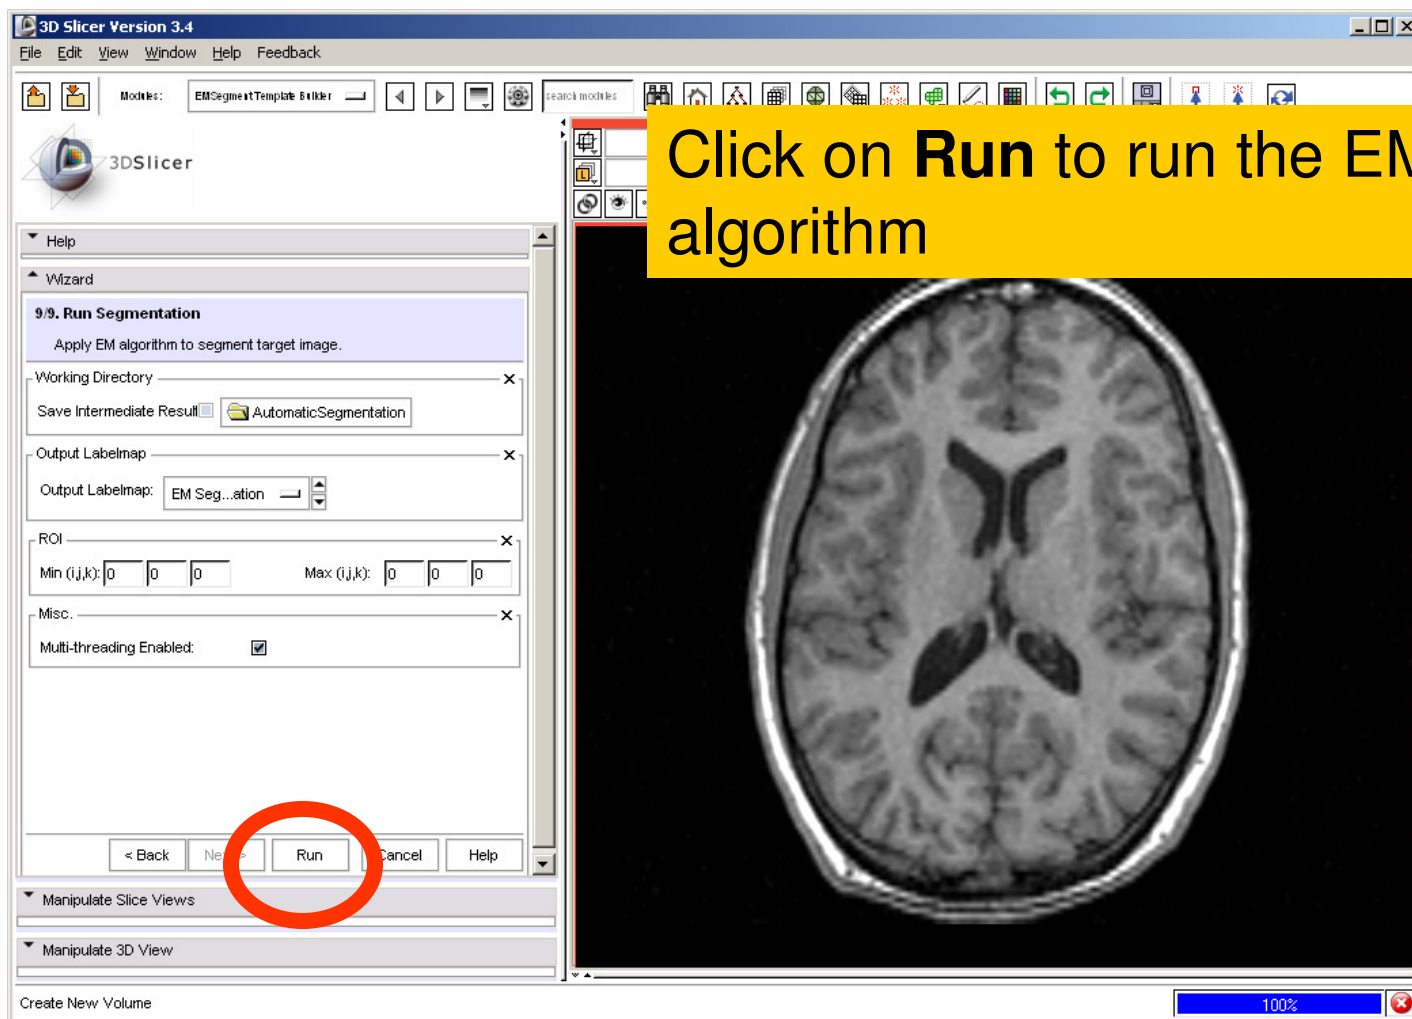 3D Slicer Version 3.4
File Edit View Window Help Feedback
Modules: EMSegment Template Builder search modules
3DSlicer
Click on Run to run the EM
algorithm
Help
Wizard
9/9. Run Segmentation
Apply EM algorithm to segment target image.
Working Directory
Save Intermediate Result AutomaticSegmentation
Output Labelmap
Output Labelmap: EM Seg...ation
ROI
Min (i,j,k): 0 0 0 Max (i,j,k): 0 0 0
Misc.
Multi-threading Enabled:
< Back Next > Run Cancel Help
Manipulate Slice Views
Manipulate 3D View
Create New Volume
100%